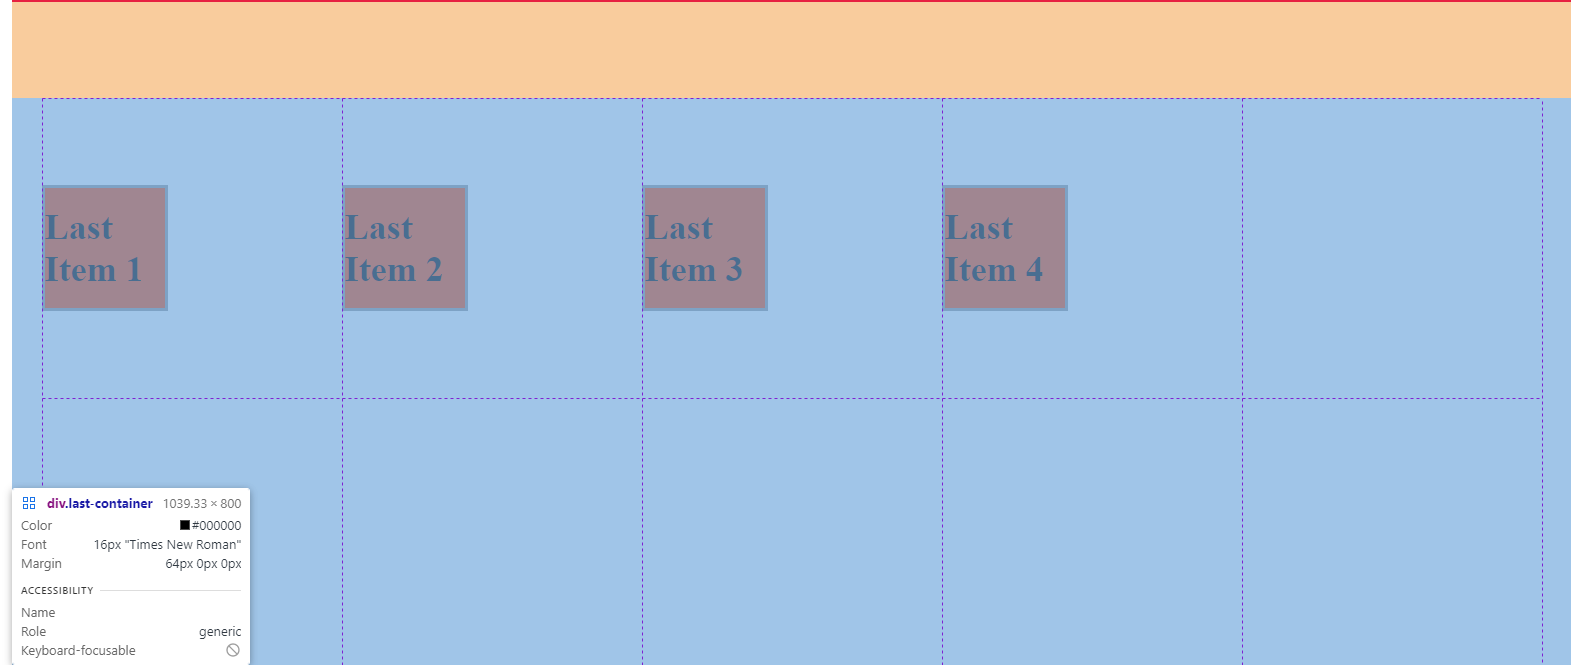 Last
Item 1
Last
Item 2
Last
Item 3
Last
Item 4
div.last-container 1039.33 × 800
Color #000000
Font 16px "Times New Roman"
Margin 64px 0px 0px
ACCESSIBILITY
Name
Role generic
Keyboard-focusable